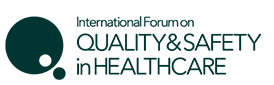 International Forum on
QUALITY&SAFETY
in HEALTHCARE